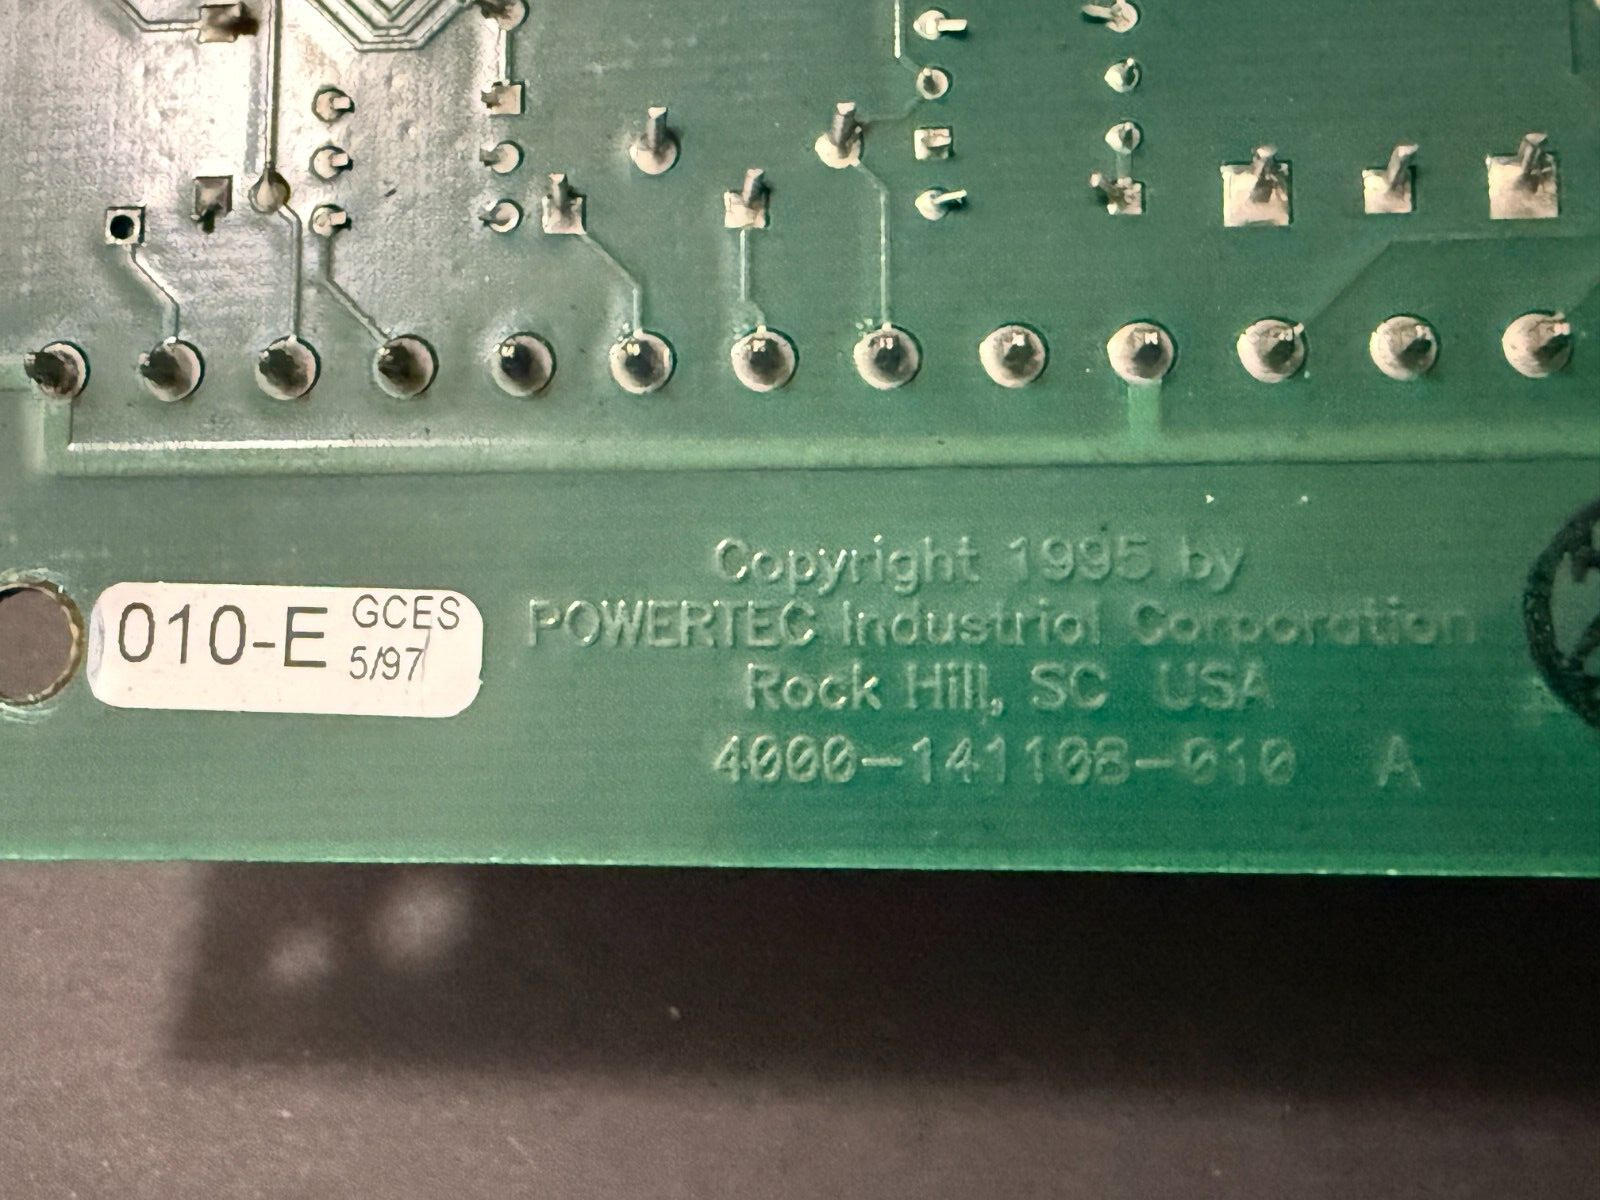 010-E GCES
5/97
Copyright 1995 by
POWERTEC Industrial Corporation
Rock Hill, SC USA
4000-141108-010 A